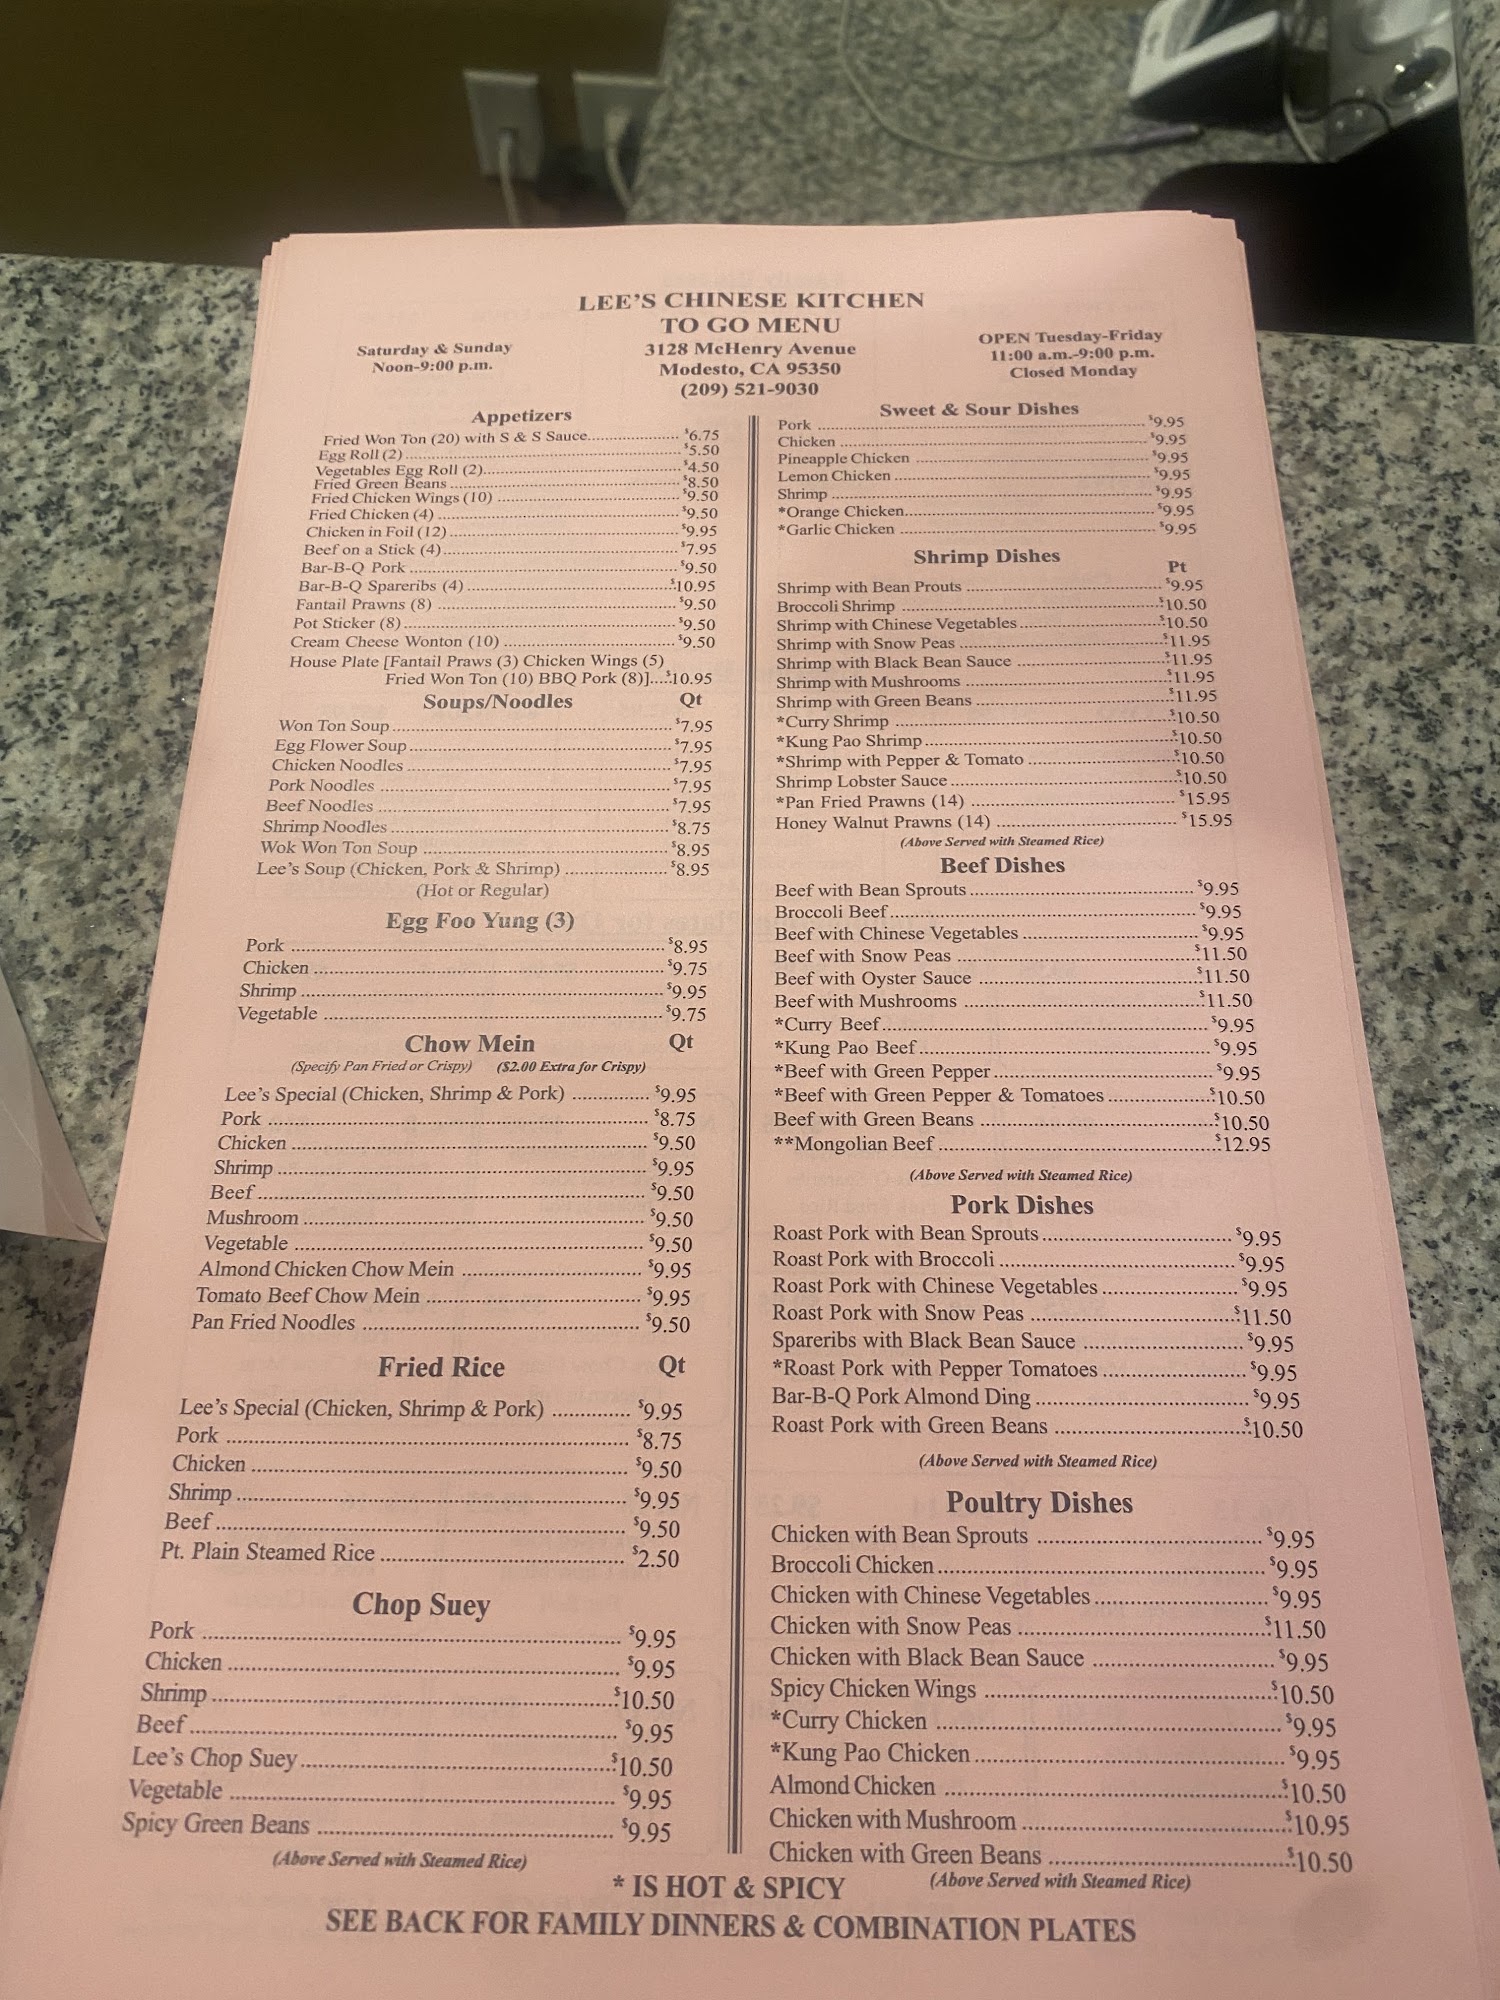 LEE'S CHINESE KITCHEN
TO GO MENU
3128 McHenry Avenue
Modesto, CA 95350
(209) 521-9030
Saturday & Sunday
Noon-9:00 p.m.
OPEN Tuesday-Friday
11:00 a.m.-9:00 p.m.
Closed Monday
Appetizers
Fried Won Ton (20) with S & S Sauce $6.75
Egg Roll (2) $5.50
Vegetables Egg Roll (2) $4.50
Fried Green Beans $8.50
Fried Chicken Wings (10) $9.50
Fried Chicken (4) $9.50
Chicken in Foil (12) $9.95
Beef on a Stick (4) $7.95
Bar-B-Q Pork $9.50
Bar-B-Q Spareribs (4) $10.95
Fantail Prawns (8) $9.50
Pot Sticker (8) $9.50
Cream Cheese Wonton (10) $9.50
House Plate [Fantail Praws (3) Chicken Wings (5)
Fried Won Ton (10) BBQ Pork (8)] $10.95
Soups/Noodles Qt
Won Ton Soup $7.95
Egg Flower Soup $7.95
Chicken Noodles $7.95
Pork Noodles $7.95
Beef Noodles $7.95
Shrimp Noodles $8.75
Wok Won Ton Soup $8.95
Lee's Soup (Chicken, Pork & Shrimp) $8.95
(Hot or Regular)
Egg Foo Yung (3)
Pork $8.95
Chicken $9.75
Shrimp $9.95
Vegetable $9.75
Chow Mein Qt
(Specify Pan Fried or Crispy) ($2.00 Extra for Crispy)
Lee's Special (Chicken, Shrimp & Pork) $9.95
Pork $8.75
Chicken $9.50
Shrimp $9.95
Beef $9.50
Mushroom $9.50
Vegetable $9.50
Almond Chicken Chow Mein $9.95
Tomato Beef Chow Mein $9.95
Pan Fried Noodles $9.50
Fried Rice Qt
Lee's Special (Chicken, Shrimp & Pork) $9.95
Pork $8.75
Chicken $9.50
Shrimp $9.95
Beef $9.50
Pt. Plain Steamed Rice $2.50
Chop Suey
Pork $9.95
Chicken $9.95
Shrimp $10.50
Beef $9.95
Lee's Chop Suey $10.50
Vegetable $9.95
Spicy Green Beans $9.95
(Above Served with Steamed Rice)
Sweet & Sour Dishes
Pork $9.95
Chicken $9.95
Pineapple Chicken $9.95
Lemon Chicken $9.95
Shrimp $9.95
*Orange Chicken $9.95
*Garlic Chicken $9.95
Shrimp Dishes Pt
Shrimp with Bean Prouts $9.95
Broccoli Shrimp $10.50
Shrimp with Chinese Vegetables $10.50
Shrimp with Snow Peas $11.95
Shrimp with Black Bean Sauce $11.95
Shrimp with Mushrooms $11.95
Shrimp with Green Beans $11.95
*Curry Shrimp $10.50
*Kung Pao Shrimp $10.50
*Shrimp with Pepper & Tomato $10.50
Shrimp Lobster Sauce $10.50
*Pan Fried Prawns (14) $15.95
Honey Walnut Prawns (14) $15.95
(Above Served with Steamed Rice)
Beef Dishes
Beef with Bean Sprouts $9.95
Broccoli Beef $9.95
Beef with Chinese Vegetables $9.95
Beef with Snow Peas $11.50
Beef with Oyster Sauce $11.50
Beef with Mushrooms $11.50
*Curry Beef $9.95
*Kung Pao Beef $9.95
*Beef with Green Pepper $9.95
*Beef with Green Pepper & Tomatoes $10.50
Beef with Green Beans $10.50
**Mongolian Beef $12.95
(Above Served with Steamed Rice)
Pork Dishes
Roast Pork with Bean Sprouts $9.95
Roast Pork with Broccoli $9.95
Roast Pork with Chinese Vegetables $9.95
Roast Pork with Snow Peas $11.50
Spareribs with Black Bean Sauce $9.95
*Roast Pork with Pepper Tomatoes $9.95
Bar-B-Q Pork Almond Ding $9.95
Roast Pork with Green Beans $10.50
(Above Served with Steamed Rice)
Poultry Dishes
Chicken with Bean Sprouts $9.95
Broccoli Chicken $9.95
Chicken with Chinese Vegetables $9.95
Chicken with Snow Peas $11.50
Chicken with Black Bean Sauce $9.95
Spicy Chicken Wings $10.50
*Curry Chicken $9.95
*Kung Pao Chicken $9.95
Almond Chicken $10.50
Chicken with Mushroom $10.95
Chicken with Green Beans $10.50
(Above Served with Steamed Rice)
* IS HOT & SPICY
SEE BACK FOR FAMILY DINNERS & COMBINATION PLATES